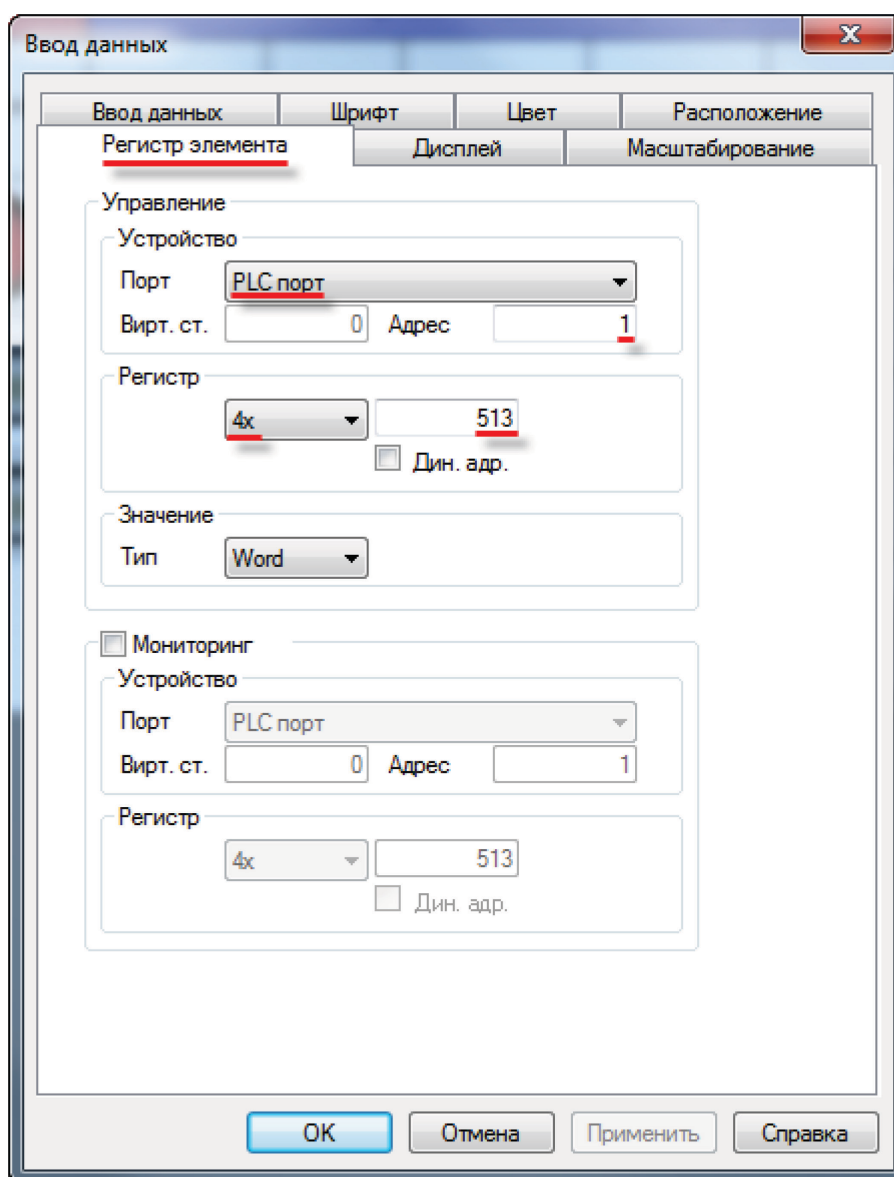 Ввод данных
Ввод данных Шрифт Цвет Расположение
Регистр элемента Дисплей Масштабирование
Управление
Устройство
Порт PLC порт
Вирт. ст. 0 Адрес 1
Регистр
4x 513
Дин. адр.
Значение
Тип Word
Мониторинг
Устройство
Порт PLC порт
Вирт. ст. 0 Адрес 1
Регистр
4x 513
Дин. адр.
OK Отмена Применить Справка